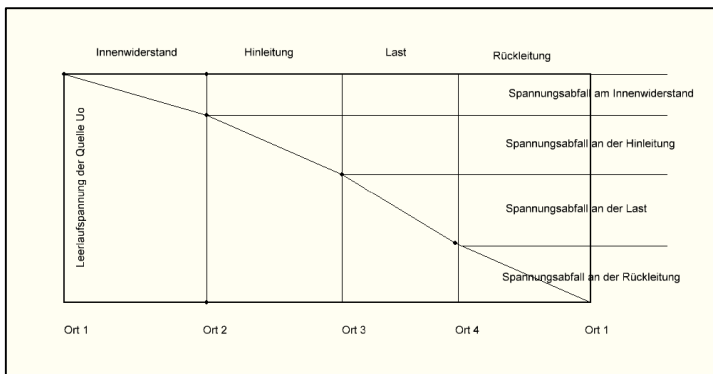 Innenwiderstand
Hinleitung
Last
Rückleitung
Spannungsabfall am Innenwiderstand
Spannungsabfall an der Hinleitung
Spannungsabfall an der Last
Spannungsabfall an der Rückleitung
Leerlaufspannung der Quelle Uo
Ort 1
Ort 2
Ort 3
Ort 4
Ort 1